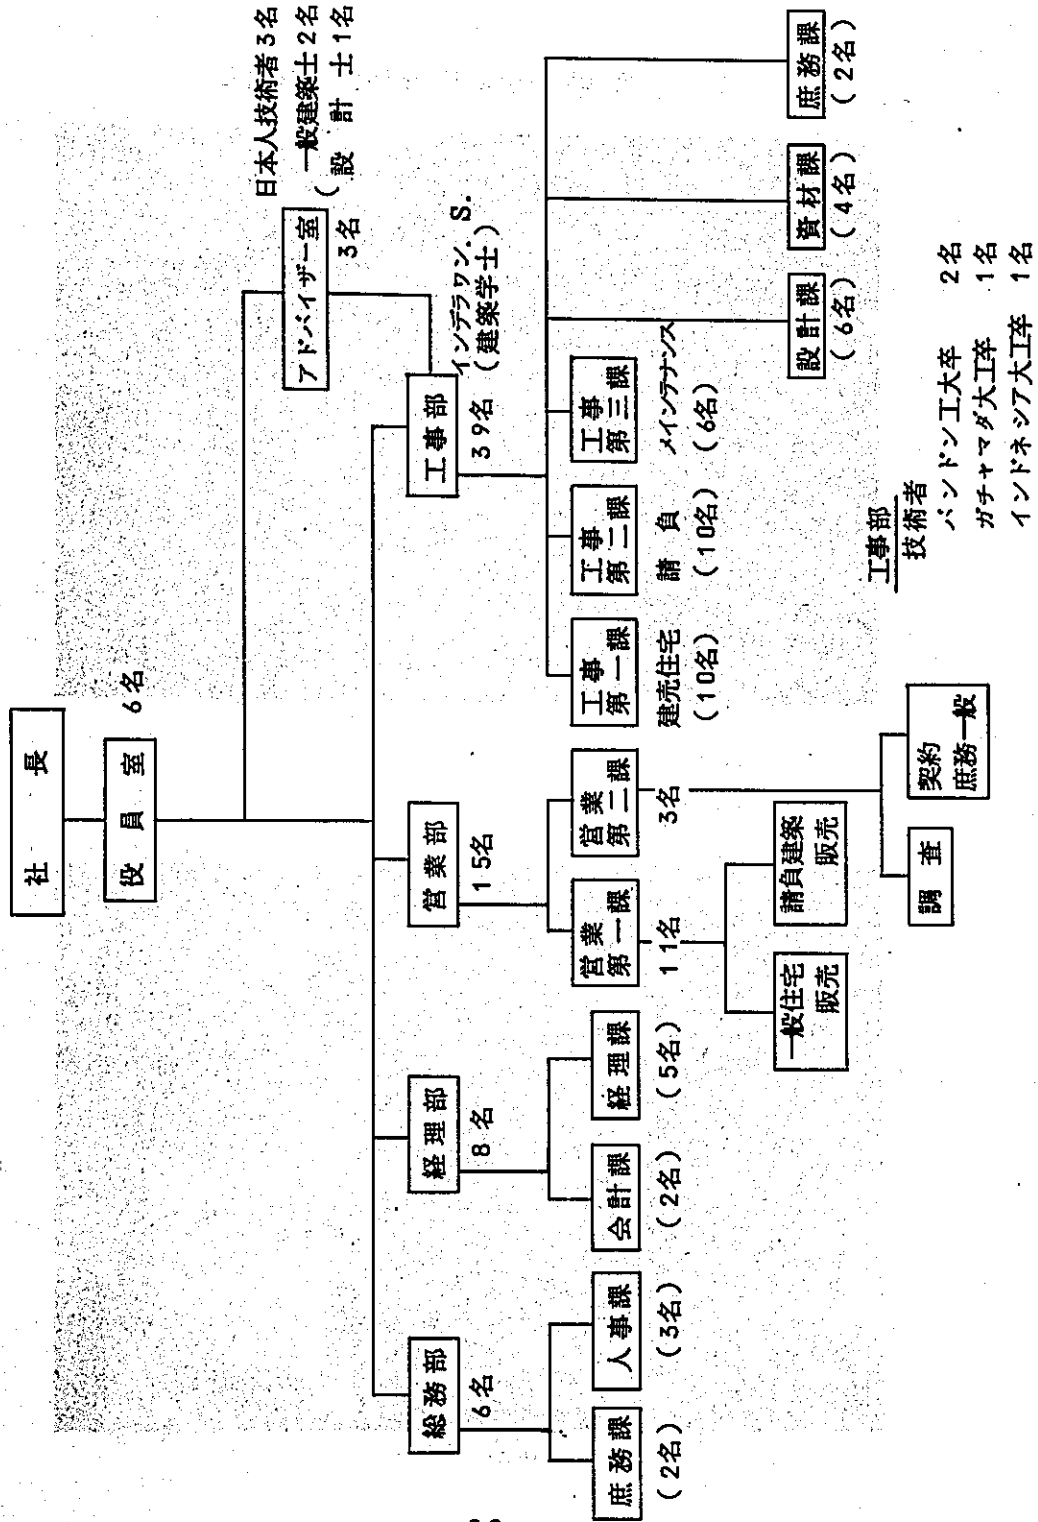 社長
役員室 6名
アドバイザー室
3名
日本人技術者3名
(一般建築士2名
設計士1名
総務部
6名
経理部
8名
営業部
15名
工事部
39名
インデラワン. S.
(建築学士)
庶務課
(2名)
人事課
(3名)
会計課
(2名)
経理課
(5名)
営業
第一課
11名
営業
第二課
3名
工事
第一課
建売住宅
(10名)
工事
第二課
請負
(10名)
工事
第三課
メインテナンス
(6名)
設計課
(6名)
資材課
(4名)
庶務課
(2名)
一般住宅
販売
請負建築
販売
調査
契約
庶務一般
工事部
技術者
バンドン工大卒 2名
ガチャマダ大工卒 1名
インドネシア大工卒 1名